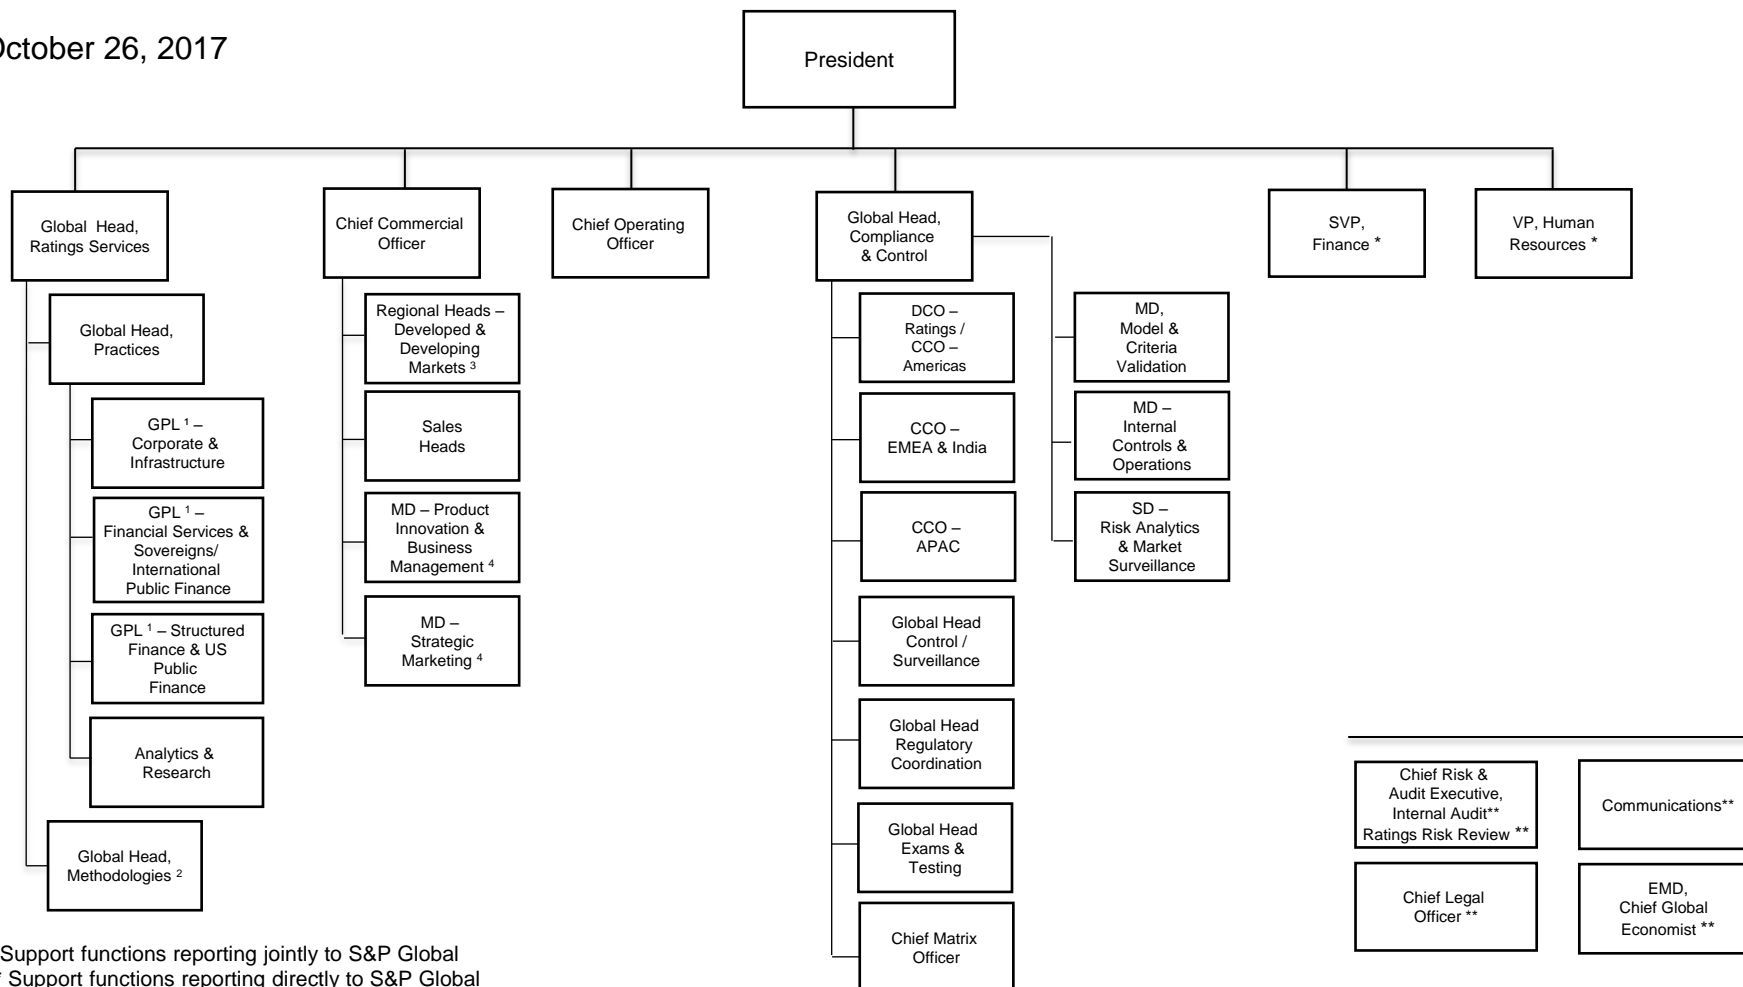 October 26, 2017
President
Global Head,
Ratings Services
Chief Commercial
Officer
Chief Operating
Officer
Global Head,
Compliance
& Control
SVP,
Finance *
VP, Human
Resources *
Global Head,
Practices
GPL ¹ –
Corporate &
Infrastructure
GPL ¹ –
Financial Services &
Sovereigns/
International
Public Finance
GPL ¹ – Structured
Finance & US
Public
Finance
Analytics &
Research
Global Head,
Methodologies ²
Regional Heads –
Developed &
Developing
Markets ³
Sales
Heads
MD – Product
Innovation &
Business
Management ⁴
MD –
Strategic
Marketing ⁴
DCO –
Ratings /
CCO –
Americas
CCO –
EMEA & India
CCO –
APAC
Global Head
Control /
Surveillance
Global Head
Regulatory
Coordination
Global Head
Exams &
Testing
Chief Matrix
Officer
MD,
Model &
Criteria
Validation
MD –
Internal
Controls &
Operations
SD –
Risk Analytics
& Market
Surveillance
Chief Risk &
Audit Executive,
Internal Audit**
Ratings Risk Review **
Communications**
Chief Legal
Officer **
EMD,
Chief Global
Economist **
Support functions reporting jointly to S&P Global
* Support functions reporting directly to S&P Global